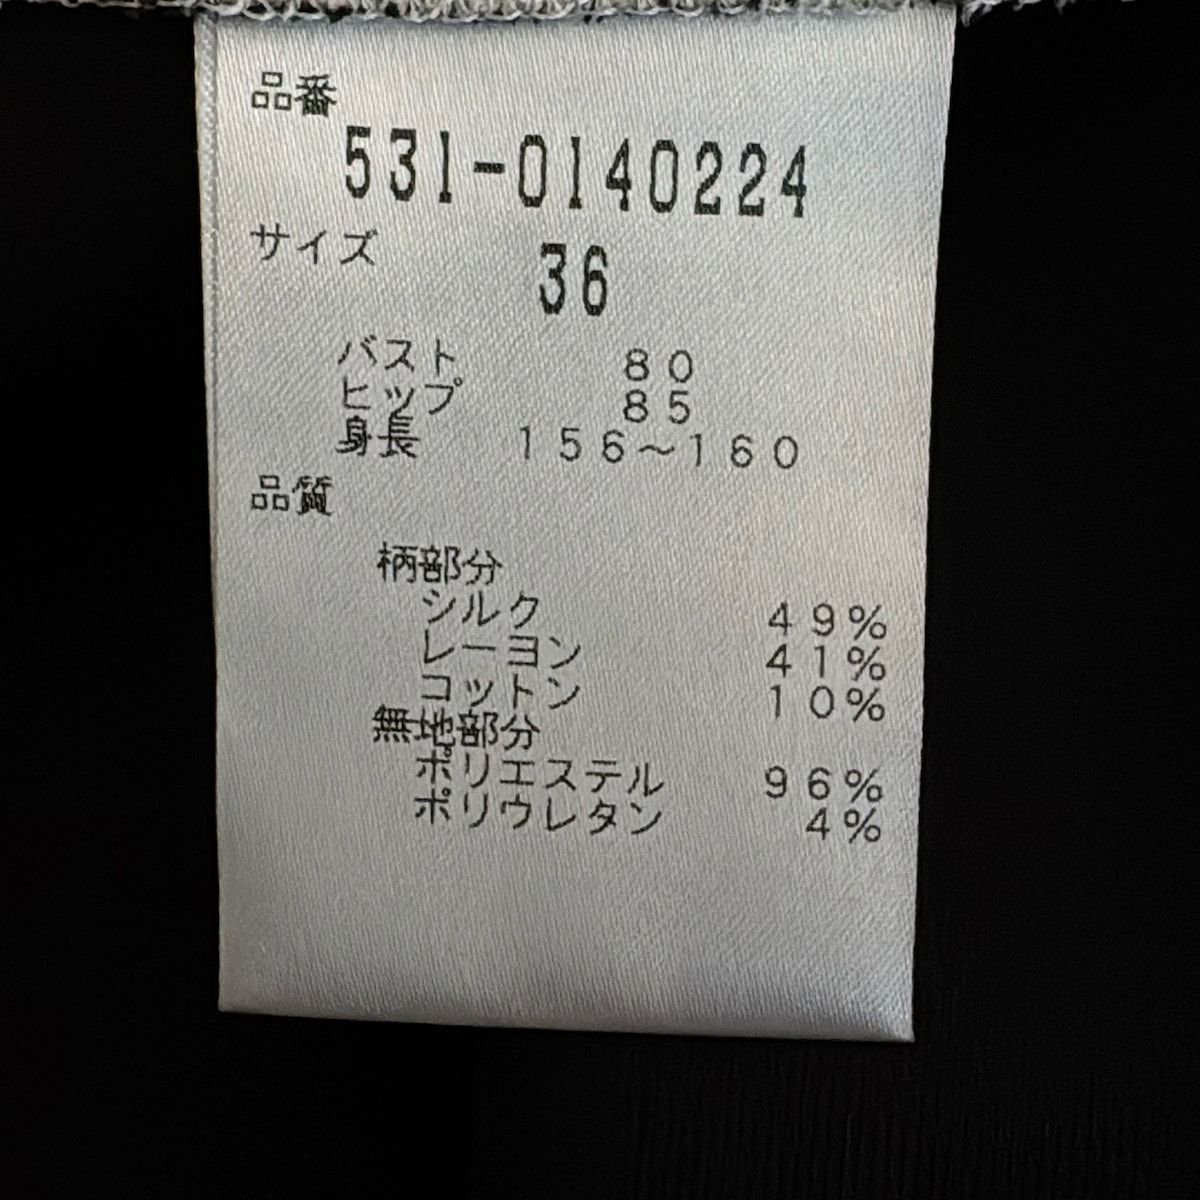 品番
531-0140224
サイズ 36
バスト 80
ヒップ 85
身長 156～160
品質
柄部分
シルク 49%
レーヨン 41%
コットン 10%
無地部分
ポリエステル 96%
ポリウレタン 4%